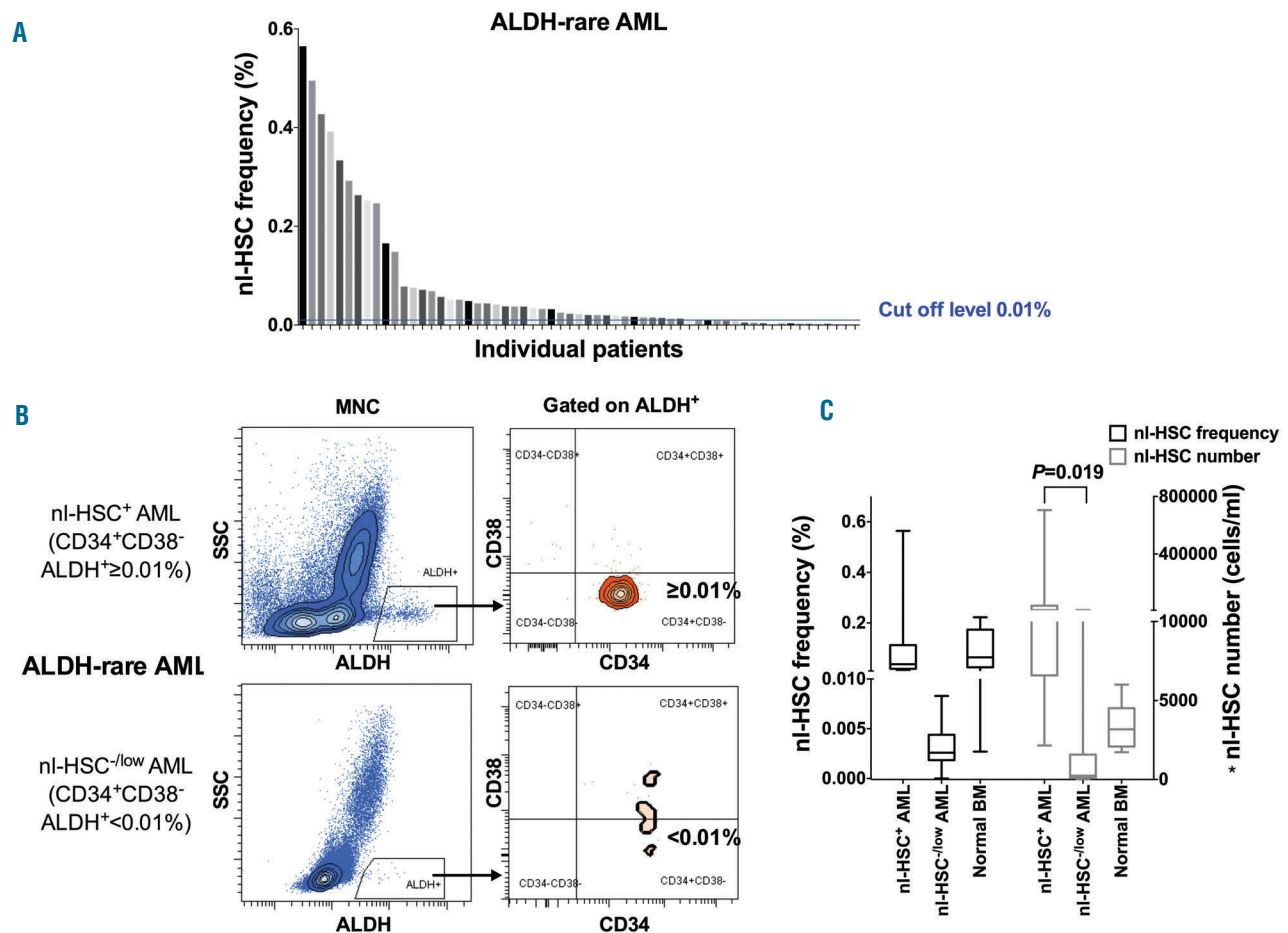 A
ALDH-rare AML
nl-HSC frequency (%)
0.6
0.4
0.2
0.0
Cut off level 0.01%
Individual patients
B
MNC
Gated on ALDH+
nl-HSC+ AML
(CD34+CD38-
ALDH+≥0.01%)
SSC
ALDH+
ALDH
CD38
CD34-CD38+
CD34+CD38+
≥0.01%
CD34-CD38-
CD34+CD38-
CD34
ALDH-rare AML
nl-HSC-/low AML
(CD34+CD38-
ALDH+<0.01%)
SSC
ALDH+
ALDH
CD38
CD34-CD38+
CD34+CD38+
<0.01%
CD34-CD38-
CD34+CD38-
CD34
C
nl-HSC frequency
nl-HSC number
P=0.019
nl-HSC frequency (%)
0.6
0.4
0.2
0.010
0.005
0.000
800000
400000
10000
5000
0
* nl-HSC number (cells/ml)
nl-HSC+ AML
nl-HSC-/low AML
Normal BM
nl-HSC+ AML
nl-HSC-/low AML
Normal BM